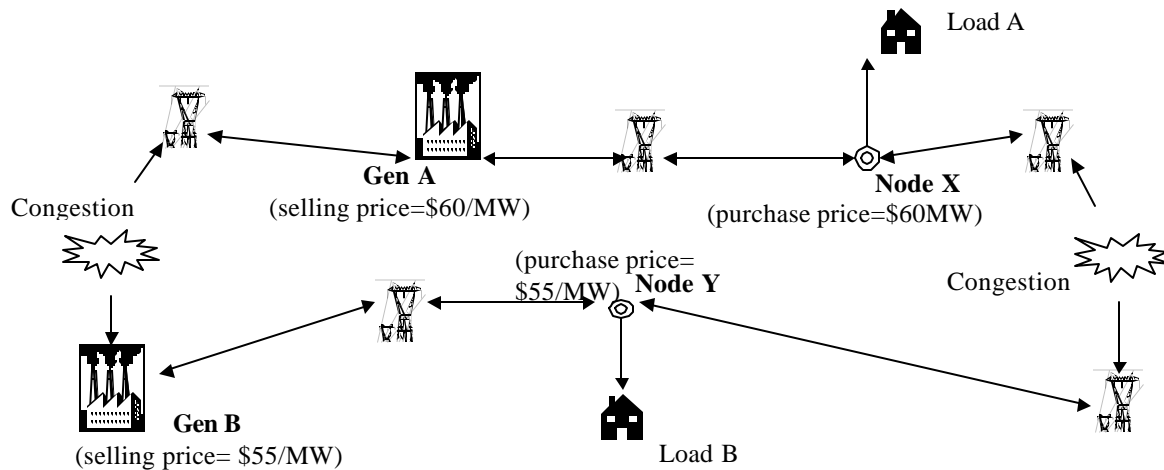 Load A
Gen A
(selling price=$60/MW)
Node X
(purchase price=$60MW)
Congestion
(purchase price=
$55/MW)
Node Y
Congestion
Gen B
(selling price= $55/MW)
Load B